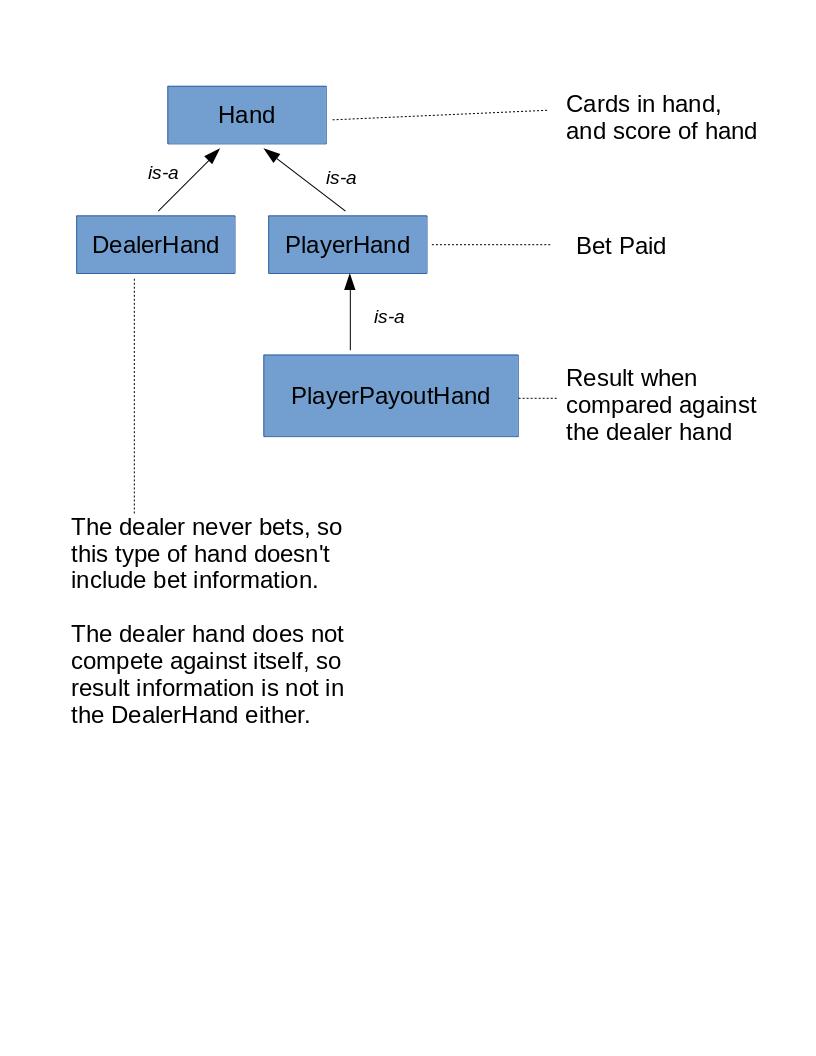 Hand
Cards in hand,
and score of hand
is-a
is-a
DealerHand
PlayerHand
Bet Paid
is-a
PlayerPayoutHand
Result when
compared against
the dealer hand
The dealer never bets, so
this type of hand doesn't
include bet information.
The dealer hand does not
compete against itself, so
result information is not in
the DealerHand either.